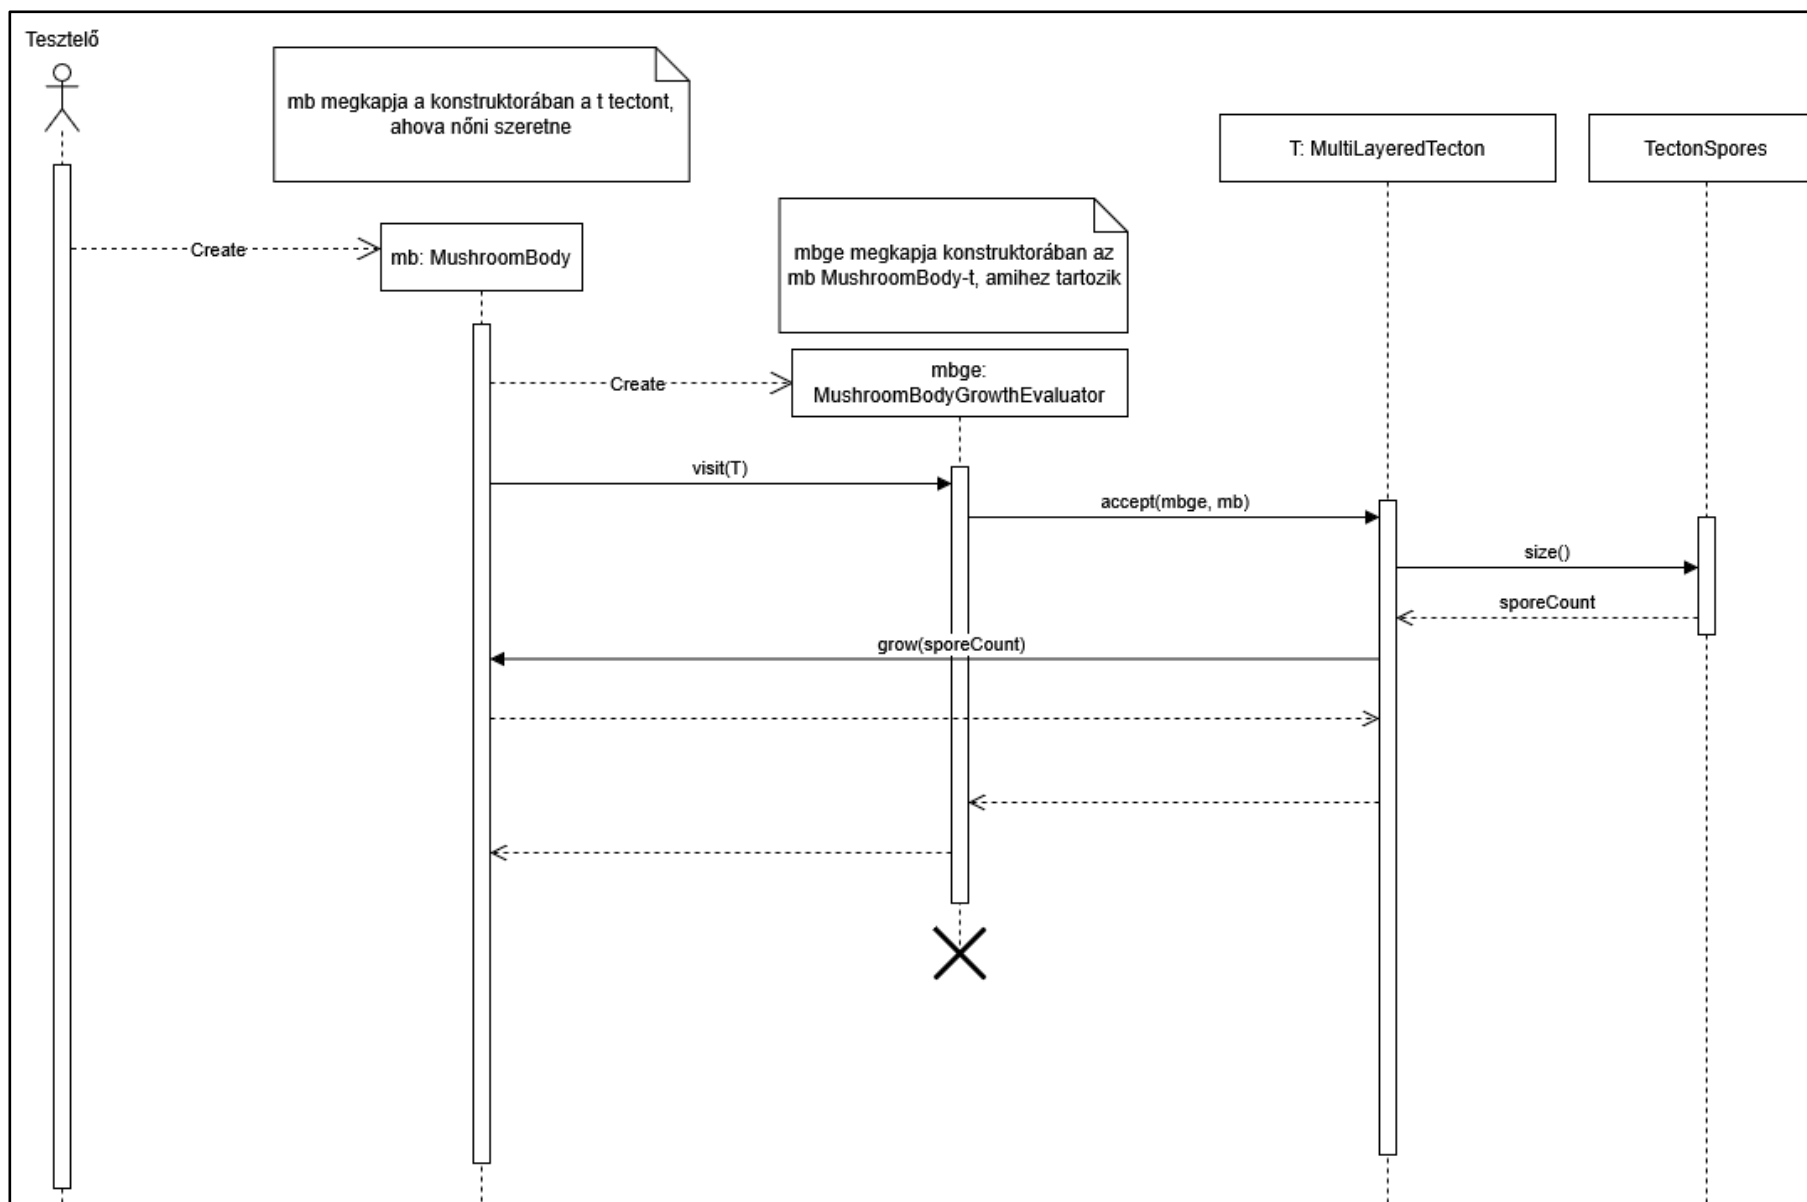 Tesztelő
mb megkapja a konstruktorában a t tectont,
ahova nőni szeretne
T: MultiLayeredTecton
TectonSpores
mbge megkapja konstruktorában az
mb MushroomBody-t, amihez tartozik
Create
mb: MushroomBody
Create
mbge:
MushroomBodyGrowthEvaluator
visit(T)
accept(mbge, mb)
size()
sporeCount
grow(sporeCount)